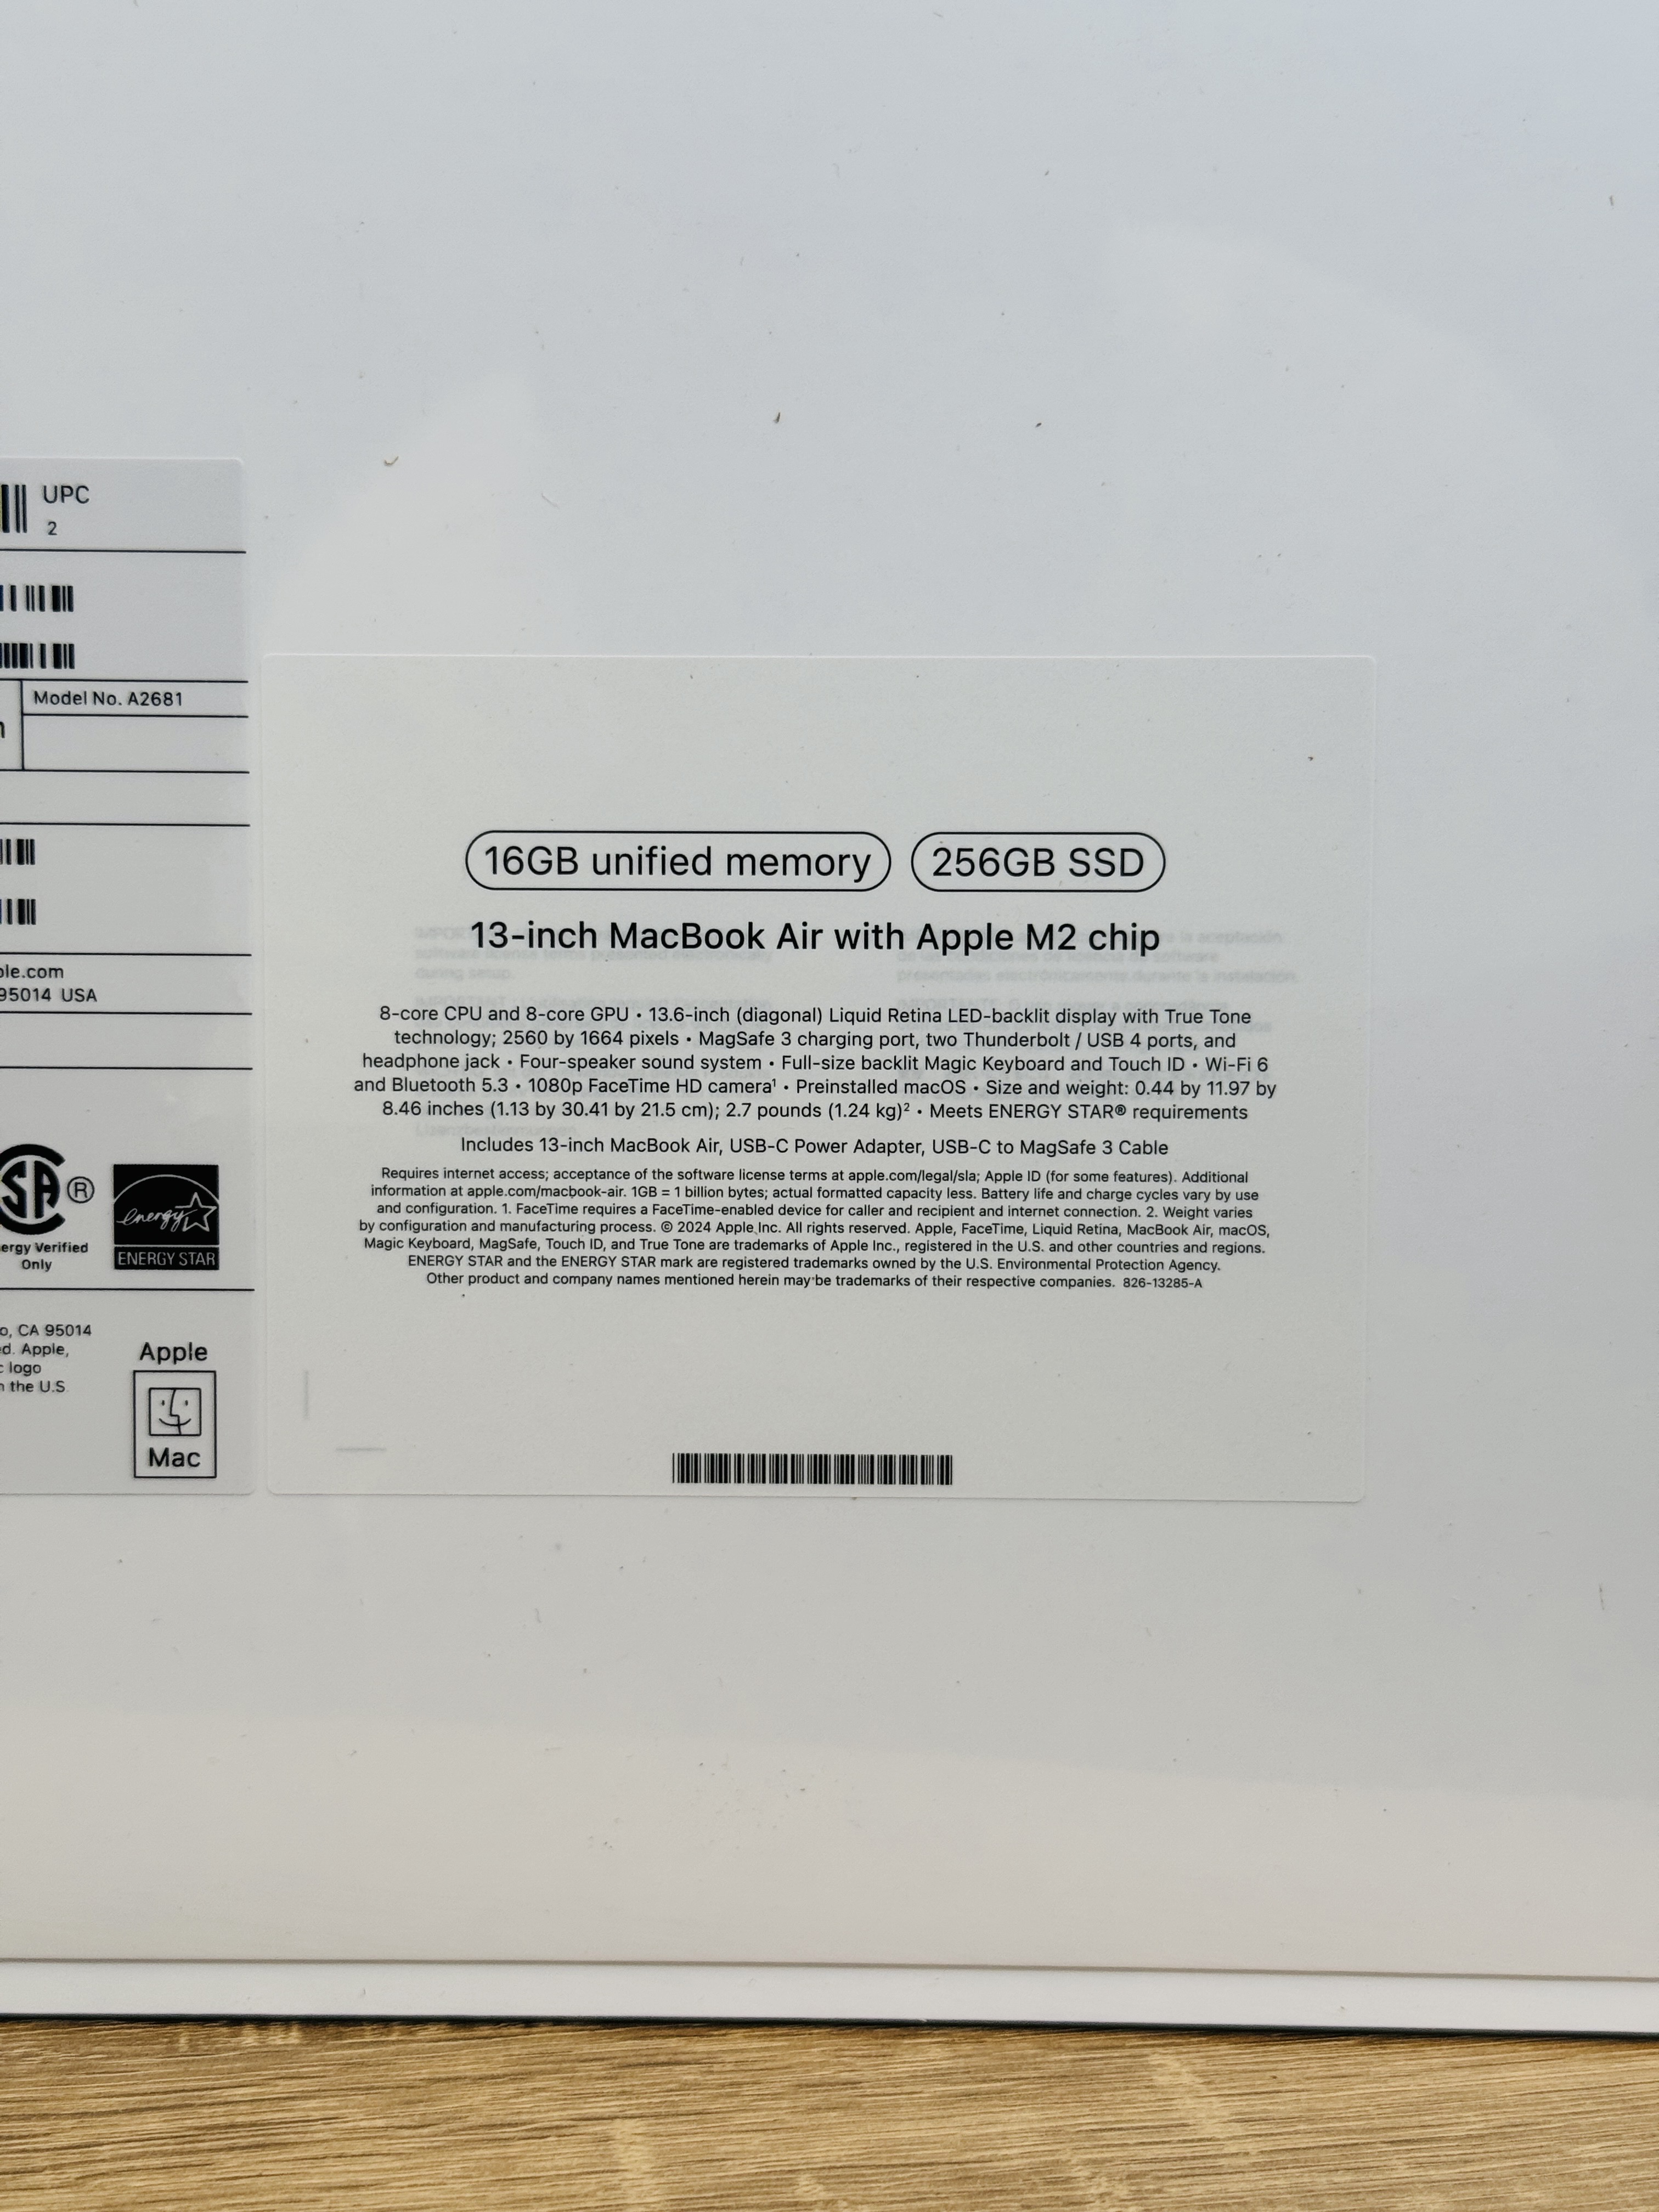 UPC
2
Model No. A2681
ple.com
95014 USA
SA ®
ergy Verified
Only
energy
ENERGY STAR
o, CA 95014
d. Apple,
c logo
n the U.S
Apple
Mac
16GB unified memory
256GB SSD
13-inch MacBook Air with Apple M2 chip
8-core CPU and 8-core GPU • 13.6-inch (diagonal) Liquid Retina LED-backlit display with True Tone
technology; 2560 by 1664 pixels • MagSafe 3 charging port, two Thunderbolt / USB 4 ports, and
headphone jack • Four-speaker sound system • Full-size backlit Magic Keyboard and Touch ID • Wi-Fi 6
and Bluetooth 5.3 • 1080p FaceTime HD camera¹ • Preinstalled macOS • Size and weight: 0.44 by 11.97 by
8.46 inches (1.13 by 30.41 by 21.5 cm); 2.7 pounds (1.24 kg)² • Meets ENERGY STAR® requirements
Includes 13-inch MacBook Air, USB-C Power Adapter, USB-C to MagSafe 3 Cable
Requires internet access; acceptance of the software license terms at apple.com/legal/sla; Apple ID (for some features). Additional
information at apple.com/macbook-air. 1GB = 1 billion bytes; actual formatted capacity less. Battery life and charge cycles vary by use
and configuration. 1. FaceTime requires a FaceTime-enabled device for caller and recipient and internet connection. 2. Weight varies
by configuration and manufacturing process. © 2024 Apple Inc. All rights reserved. Apple, FaceTime, Liquid Retina, MacBook Air, macOS,
Magic Keyboard, MagSafe, Touch ID, and True Tone are trademarks of Apple Inc., registered in the U.S. and other countries and regions.
ENERGY STAR and the ENERGY STAR mark are registered trademarks owned by the U.S. Environmental Protection Agency.
Other product and company names mentioned herein may be trademarks of their respective companies. 826-13285-A